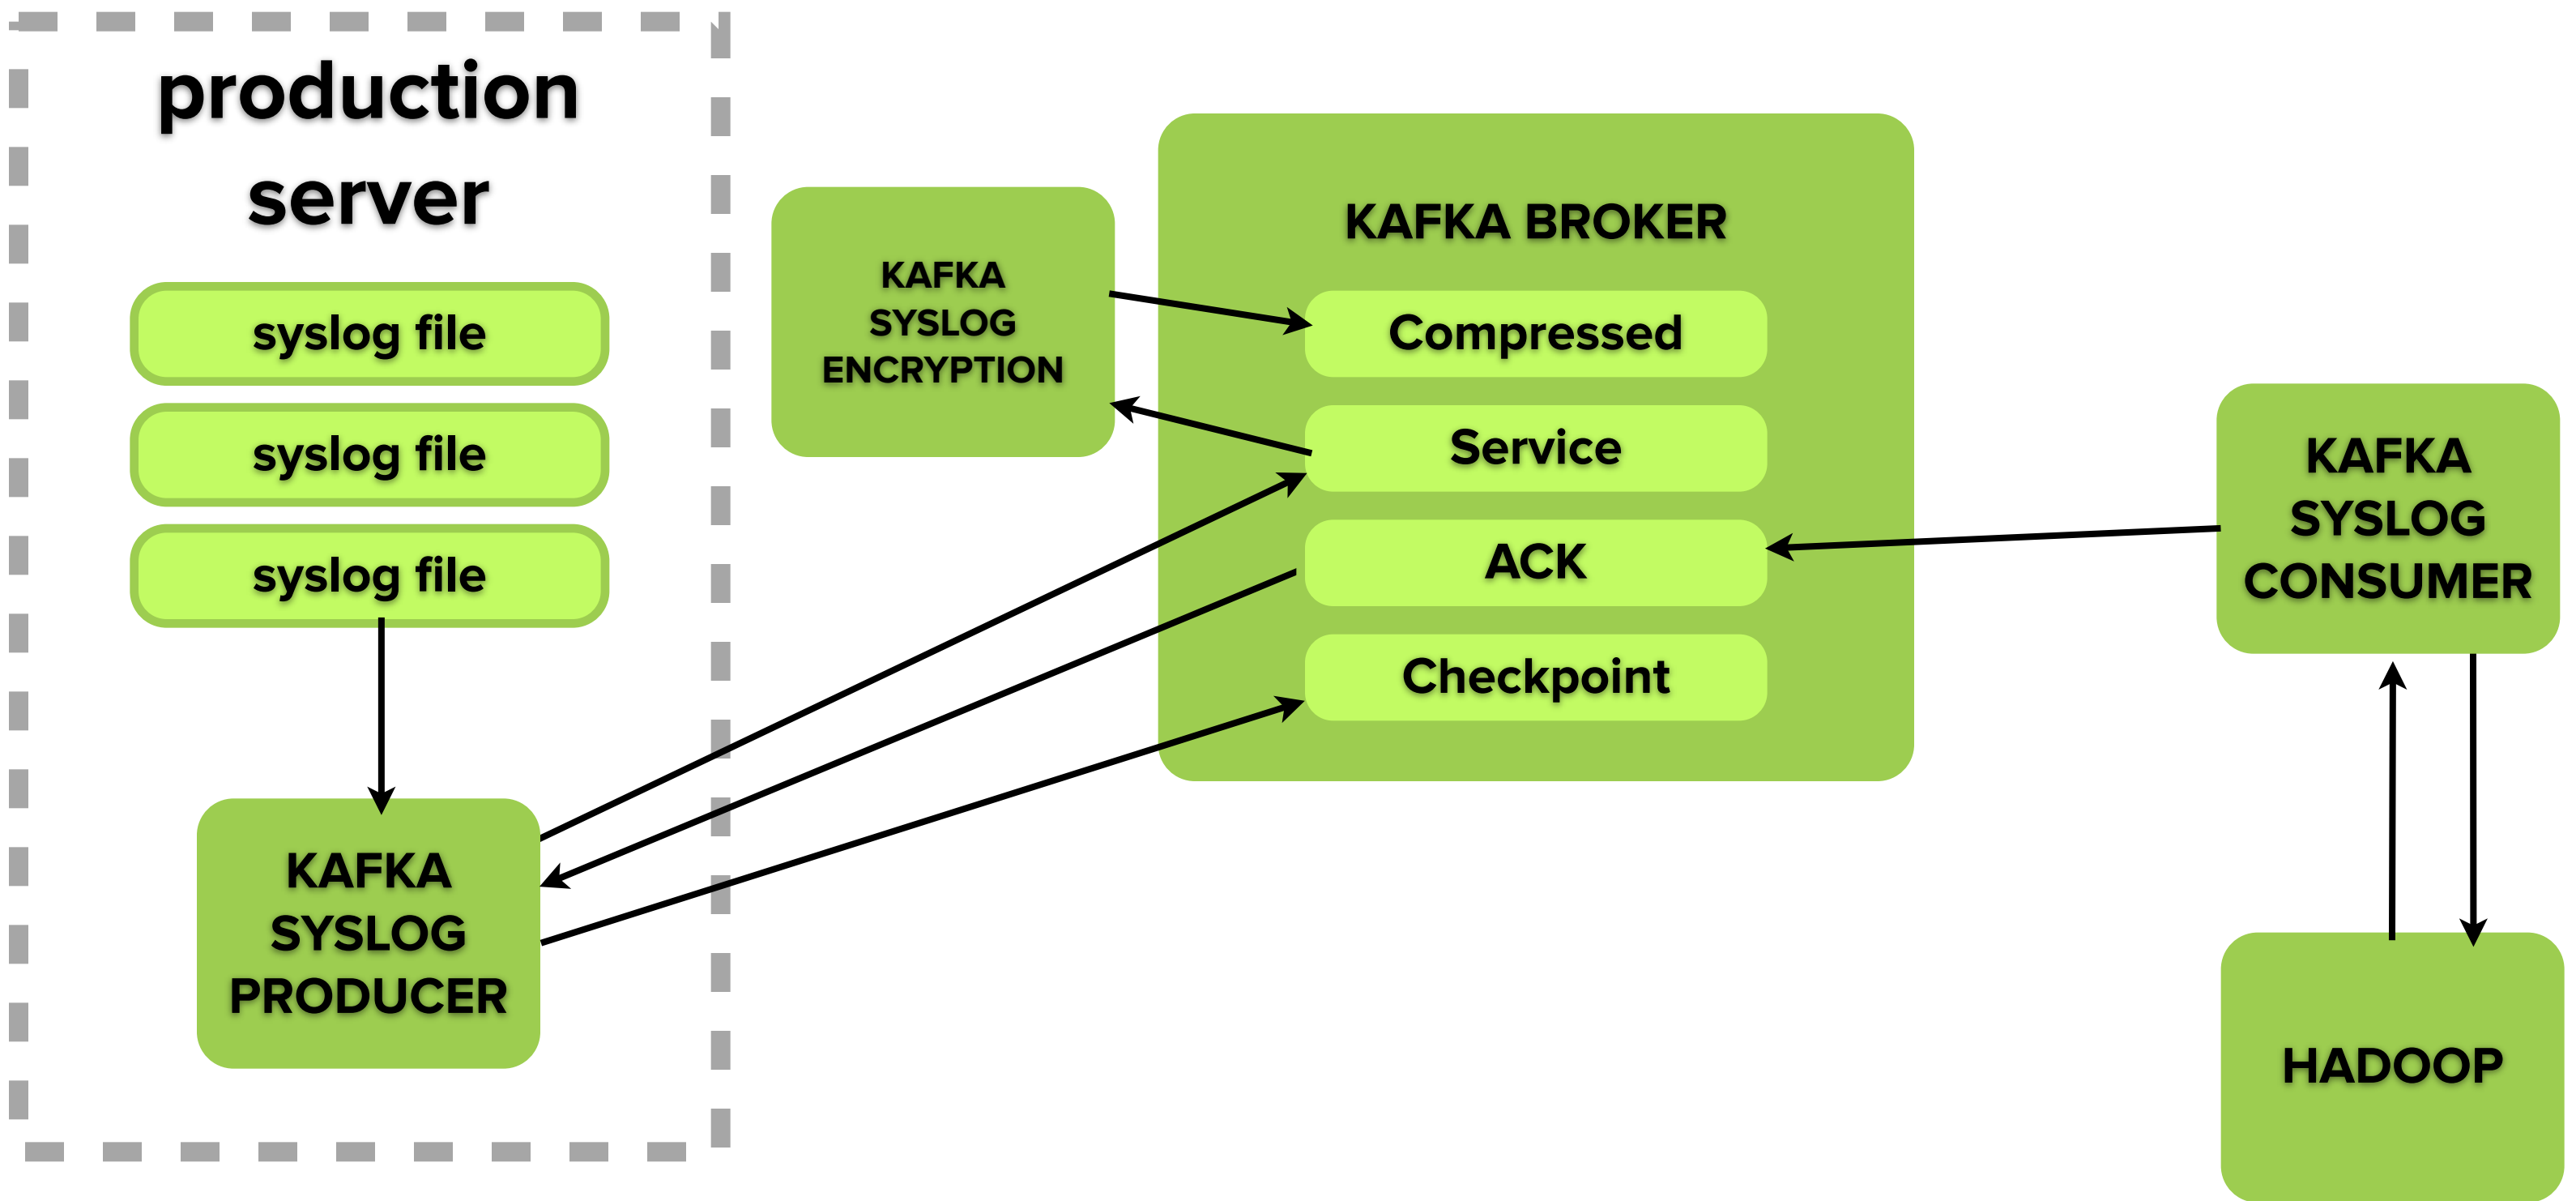 production
server
syslog file
syslog file
syslog file
KAFKA
SYSLOG
PRODUCER
KAFKA
SYSLOG
ENCRYPTION
KAFKA BROKER
Compressed
Service
ACK
Checkpoint
KAFKA
SYSLOG
CONSUMER
HADOOP